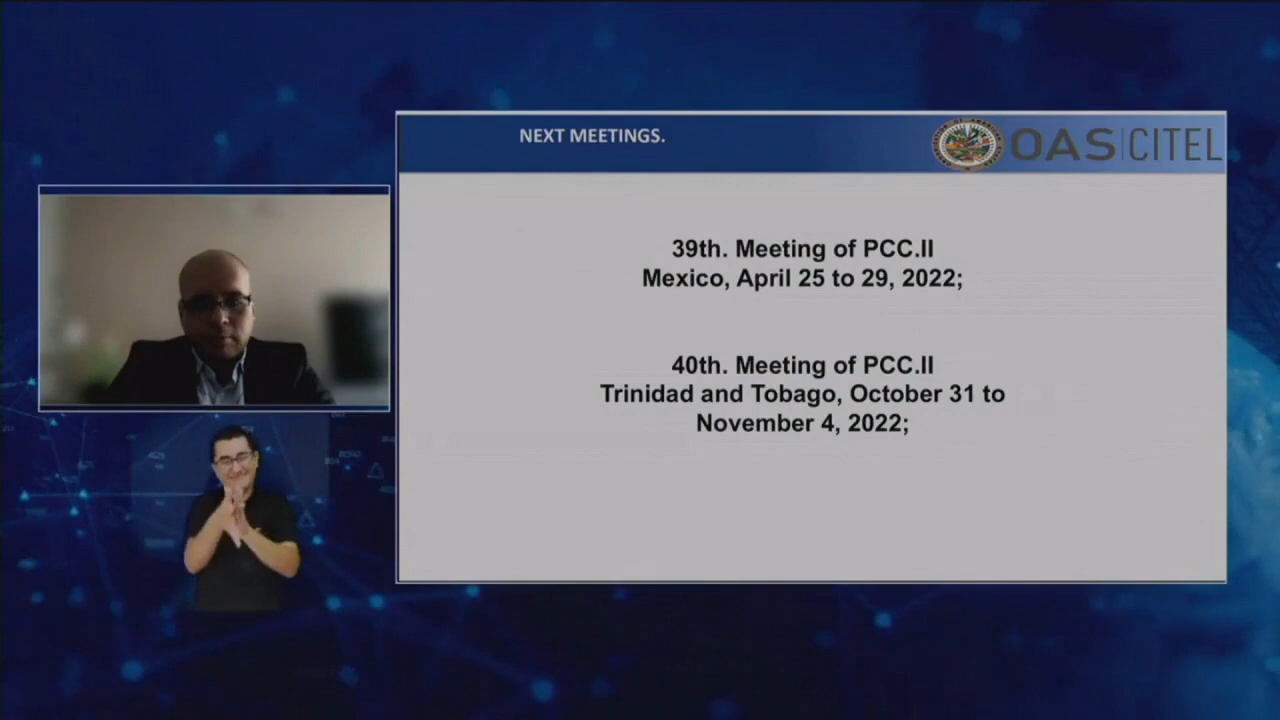 NEXT MEETINGS.
OAS CITEL
39th. Meeting of PCC.II
Mexico, April 25 to 29, 2022;
40th. Meeting of PCC.II
Trinidad and Tobago, October 31 to
November 4, 2022;